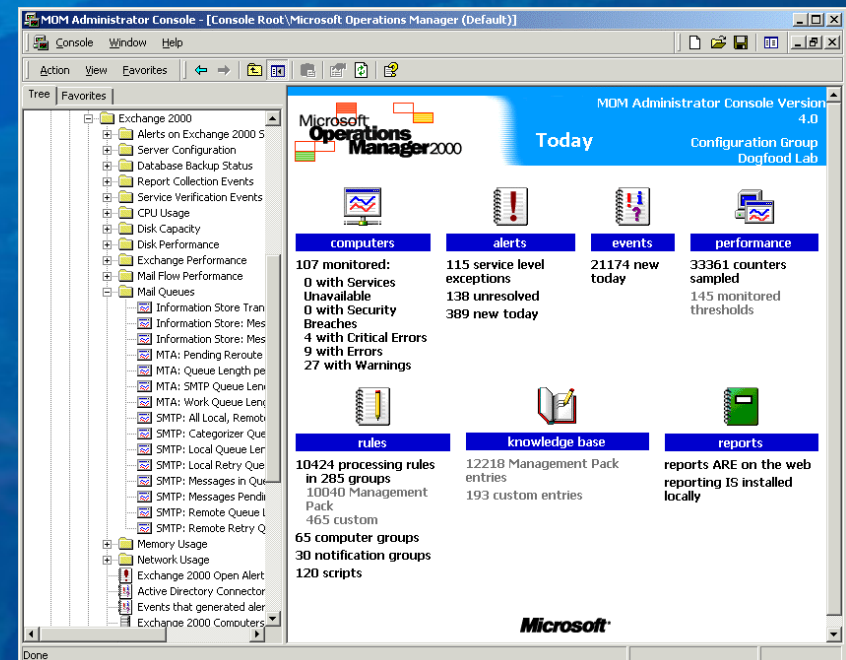 MOM Administrator Console - [Console Root\Microsoft Operations Manager (Default)]
Console Window Help
Action View Favorites
Tree Favorites
Exchange 2000
Alerts on Exchange 2000 S
Server Configuration
Database Backup Status
Report Collection Events
Service Verification Events
CPU Usage
Disk Capacity
Disk Performance
Exchange Performance
Mail Flow Performance
Mail Queues
Information Store Tran
Information Store: Mes
Information Store: Mes
MTA: Pending Reroute
MTA: Queue Length pe
MTA: SMTP Queue Len
MTA: Work Queue Leng
SMTP: All Local, Remot
SMTP: Categorizer Que
SMTP: Local Queue Len
SMTP: Local Retry Que
SMTP: Messages in Que
SMTP: Messages Pendi
SMTP: Remote Queue L
SMTP: Remote Retry Q
Memory Usage
Network Usage
Exchange 2000 Open Alert
Active Directory Connector
Events that generated aler
Exchange 2000 Computers
Microsoft
Operations
Manager2000
Today
MOM Administrator Console Version
4.0
Configuration Group
Dogfood Lab
computers
107 monitored:
0 with Services
Unavailable
0 with Security
Breaches
4 with Critical Errors
9 with Errors
27 with Warnings
alerts
115 service level
exceptions
138 unresolved
389 new today
events
21174 new
today
performance
33361 counters
sampled
145 monitored
thresholds
rules
10424 processing rules
in 285 groups
10040 Management
Pack
465 custom
65 computer groups
30 notification groups
120 scripts
knowledge base
12218 Management Pack
entries
193 custom entries
reports
reports ARE on the web
reporting IS installed
locally
Microsoft
Done